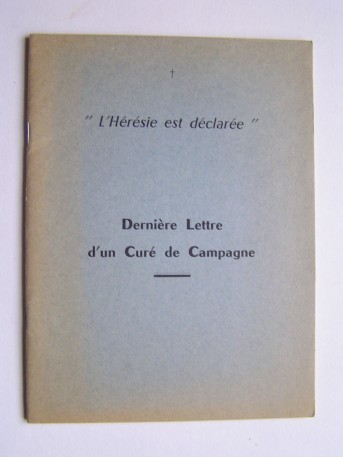 †
" L'Hérésie est déclarée "
Dernière Lettre
d'un Curé de Campagne